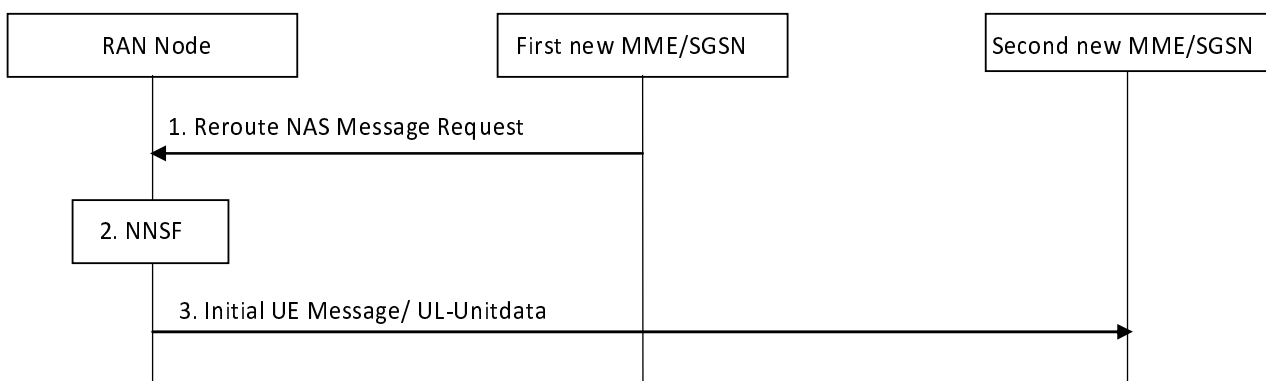 RAN Node
First new MME/SGSN
Second new MME/SGSN
1. Reroute NAS Message Request
2. NNSF
3. Initial UE Message/ UL-Unitdata